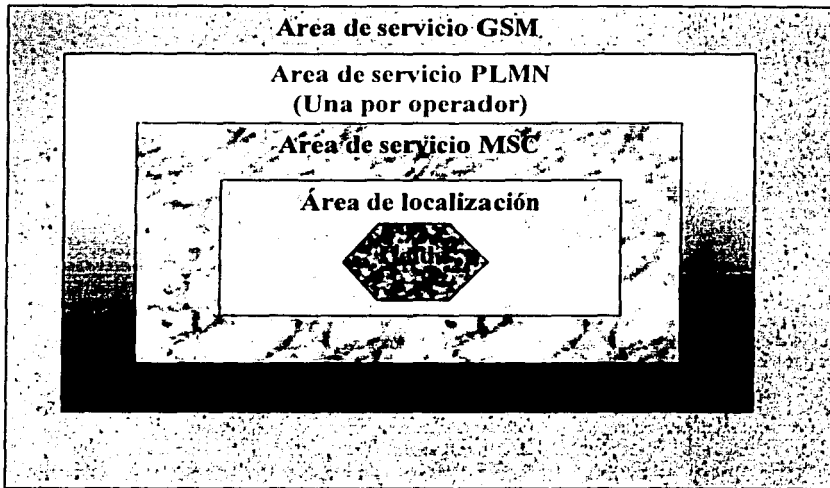 Area de servicio GSM
Area de servicio PLMN
(Una por operador)
Area de servicio MSC
Área de localización